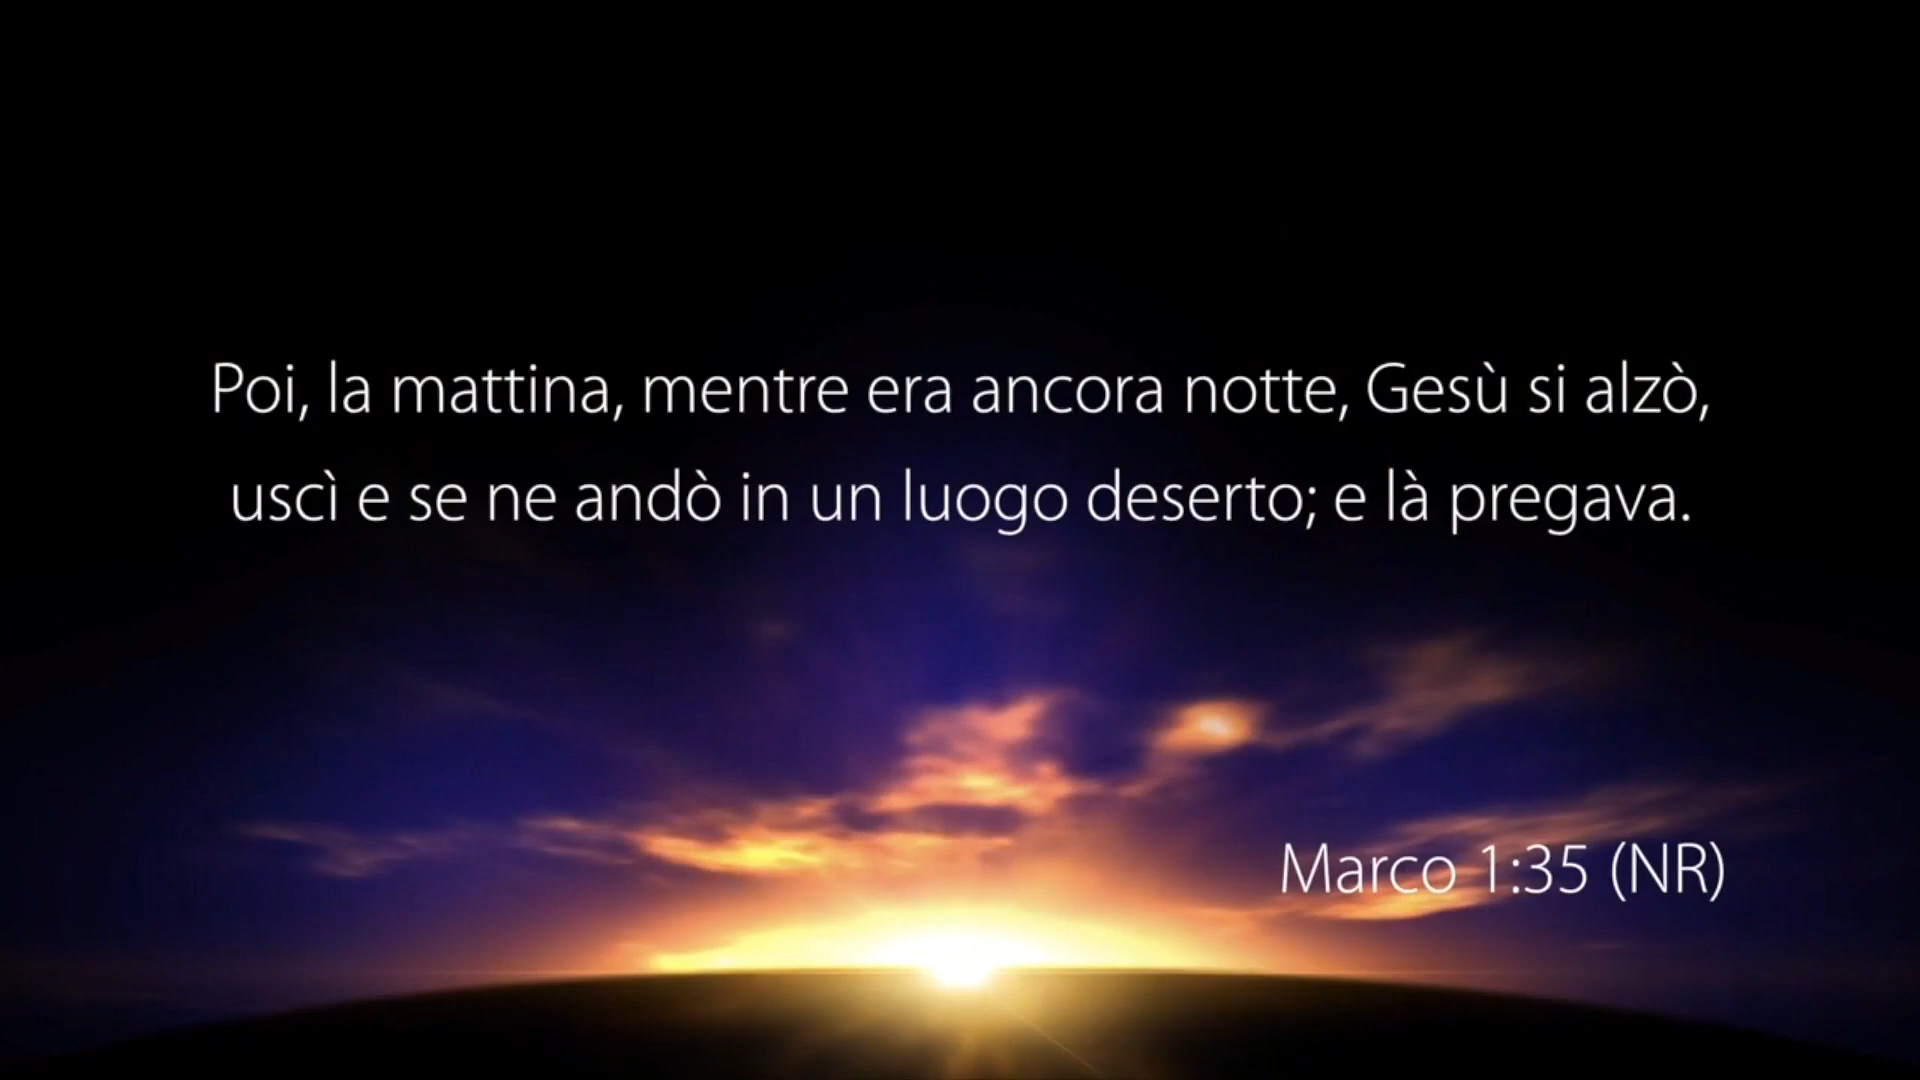 Poi, la mattina, mentre era ancora notte, Gesù si alzò,
uscì e se ne andò in un luogo deserto; e là pregava.
Marco 1:35 (NR)